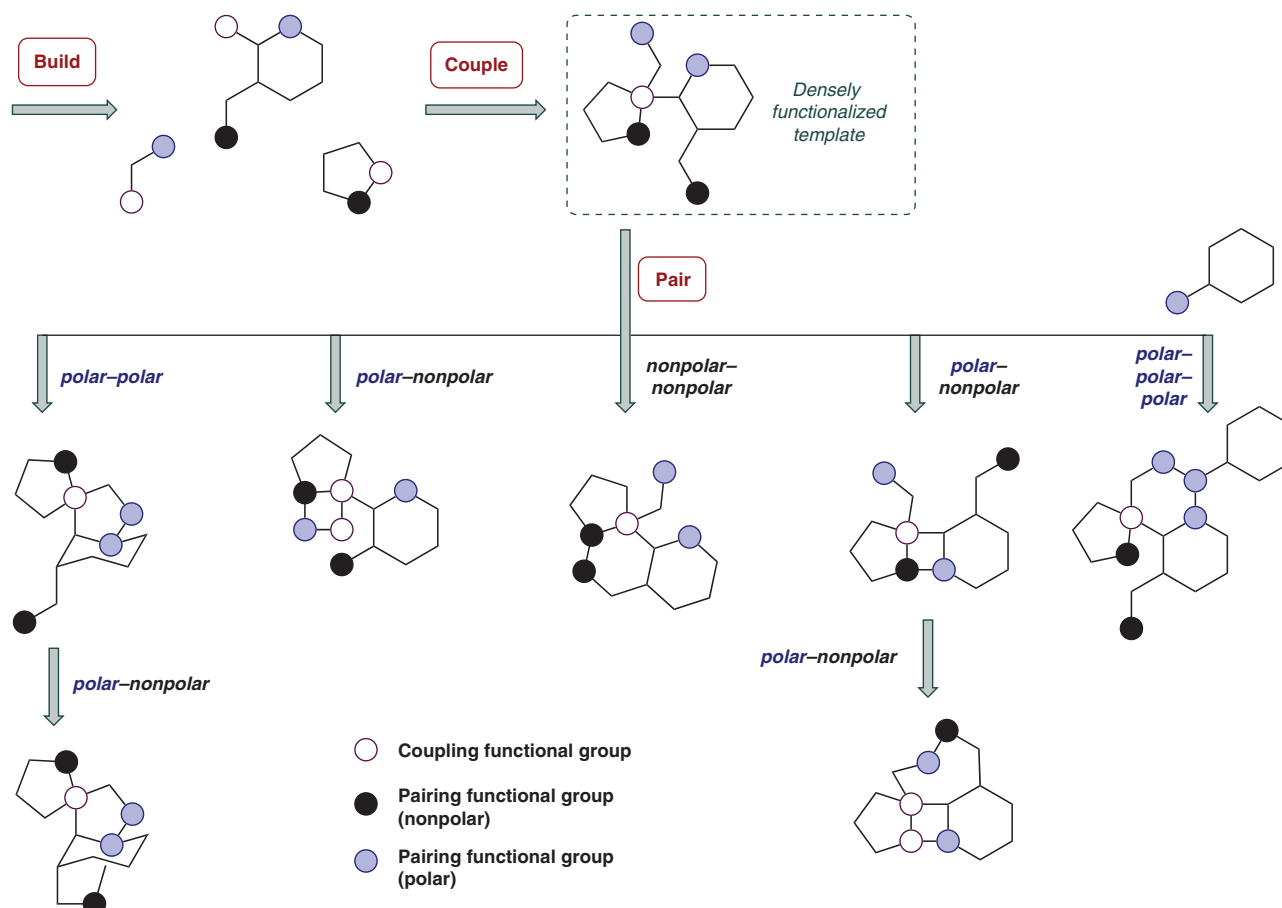 Build
Couple
Densely
functionalized
template
Pair
polar–polar
polar–nonpolar
nonpolar–
nonpolar
polar–
nonpolar
polar–
polar–
polar
polar–nonpolar
polar–nonpolar
Coupling functional group
Pairing functional group
(nonpolar)
Pairing functional group
(polar)